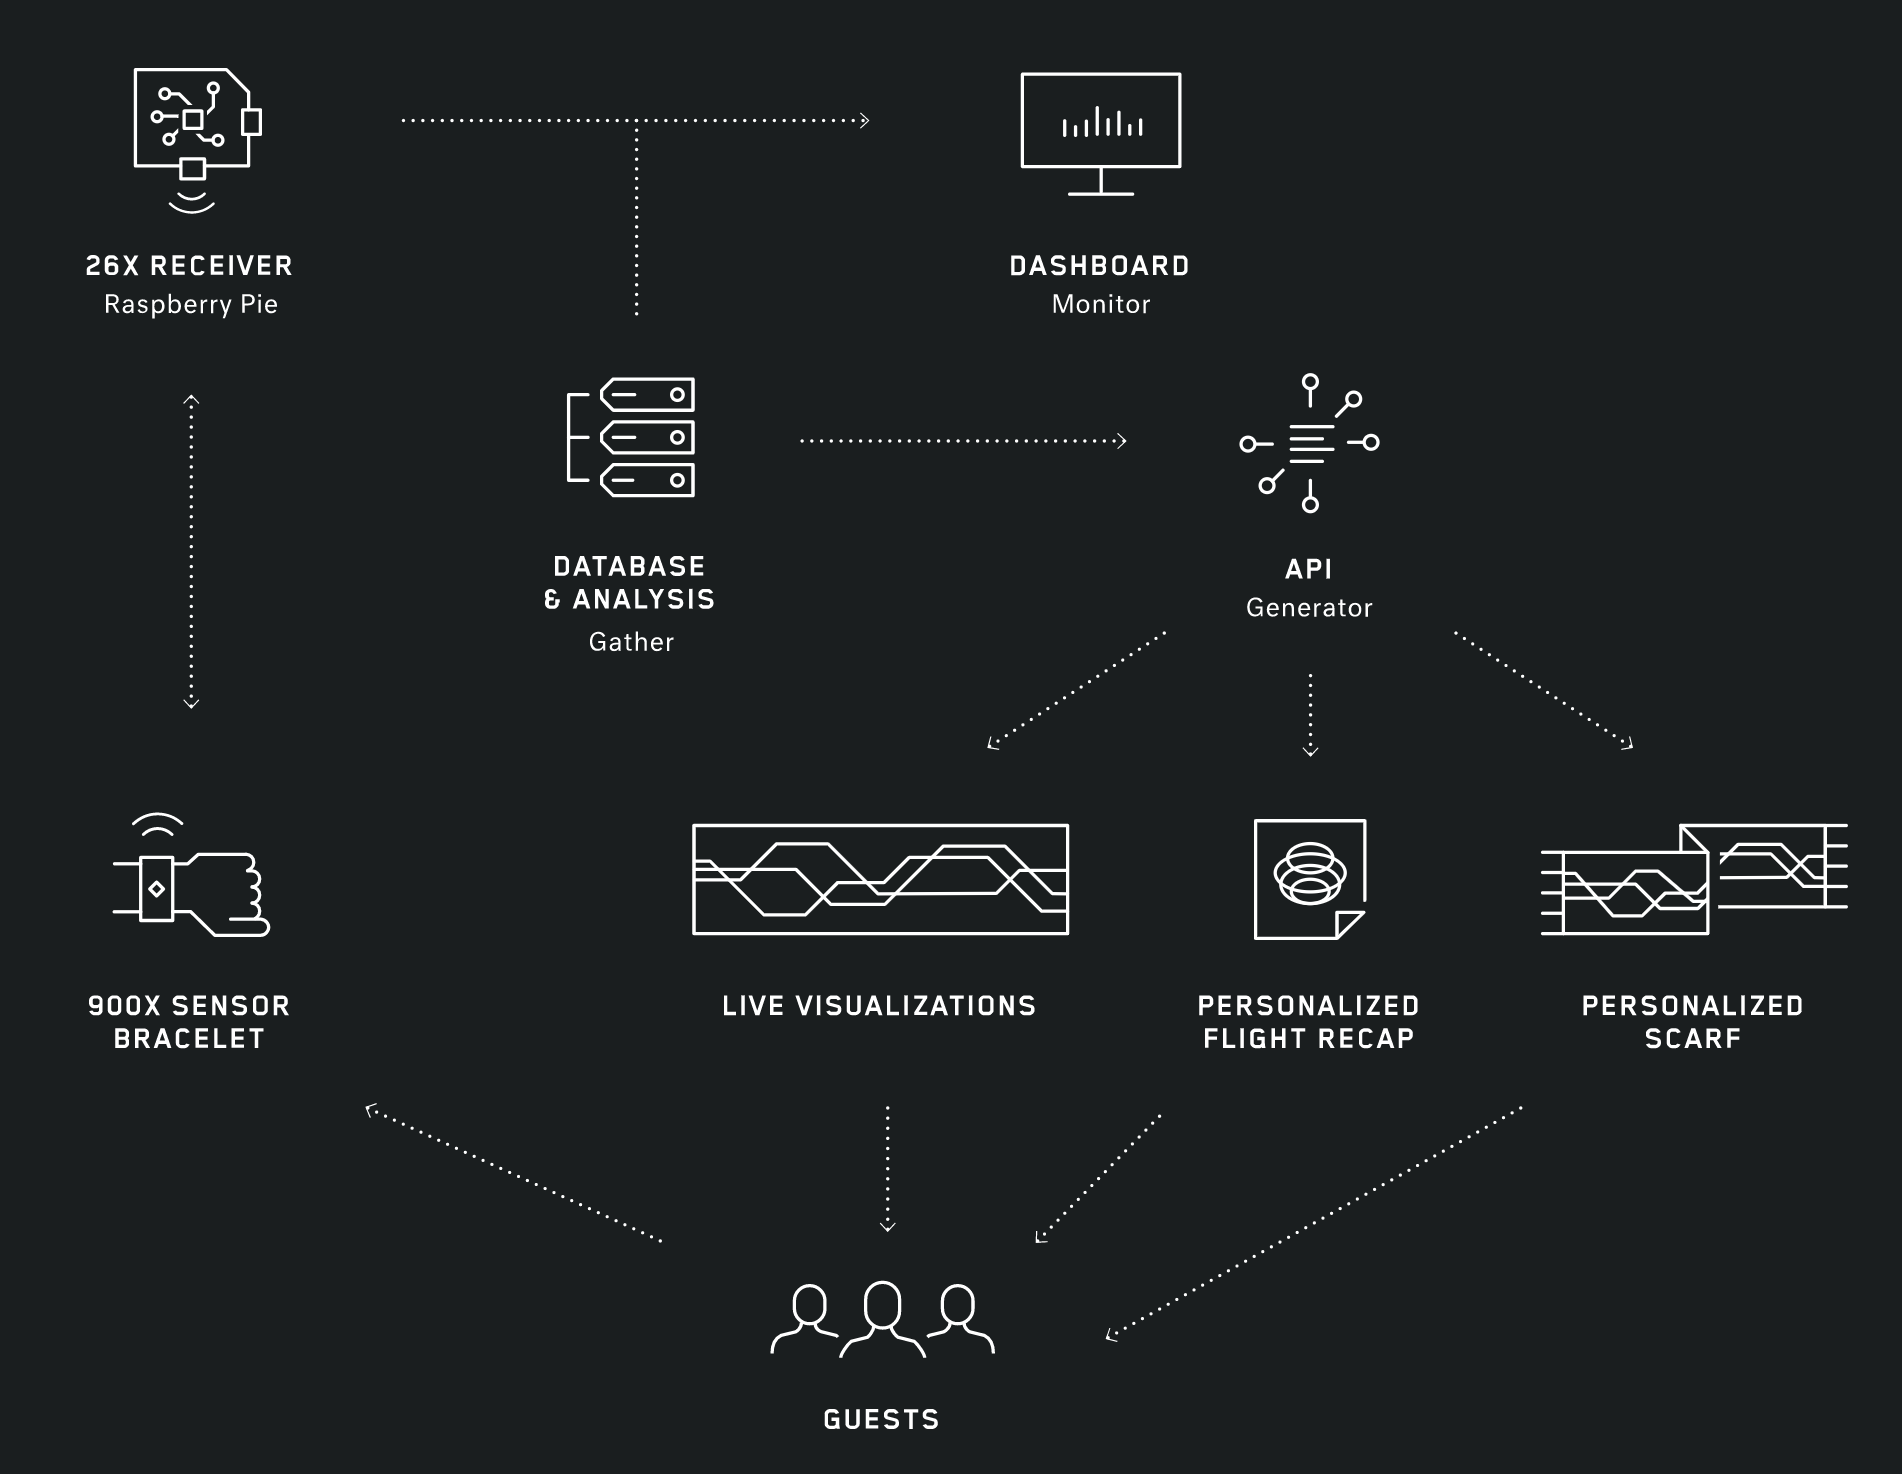 26X RECEIVER
Raspberry Pie
DASHBOARD
Monitor
DATABASE
& ANALYSIS
Gather
API
Generator
900X SENSOR
BRACELET
LIVE VISUALIZATIONS
PERSONALIZED
FLIGHT RECAP
PERSONALIZED
SCARF
GUESTS